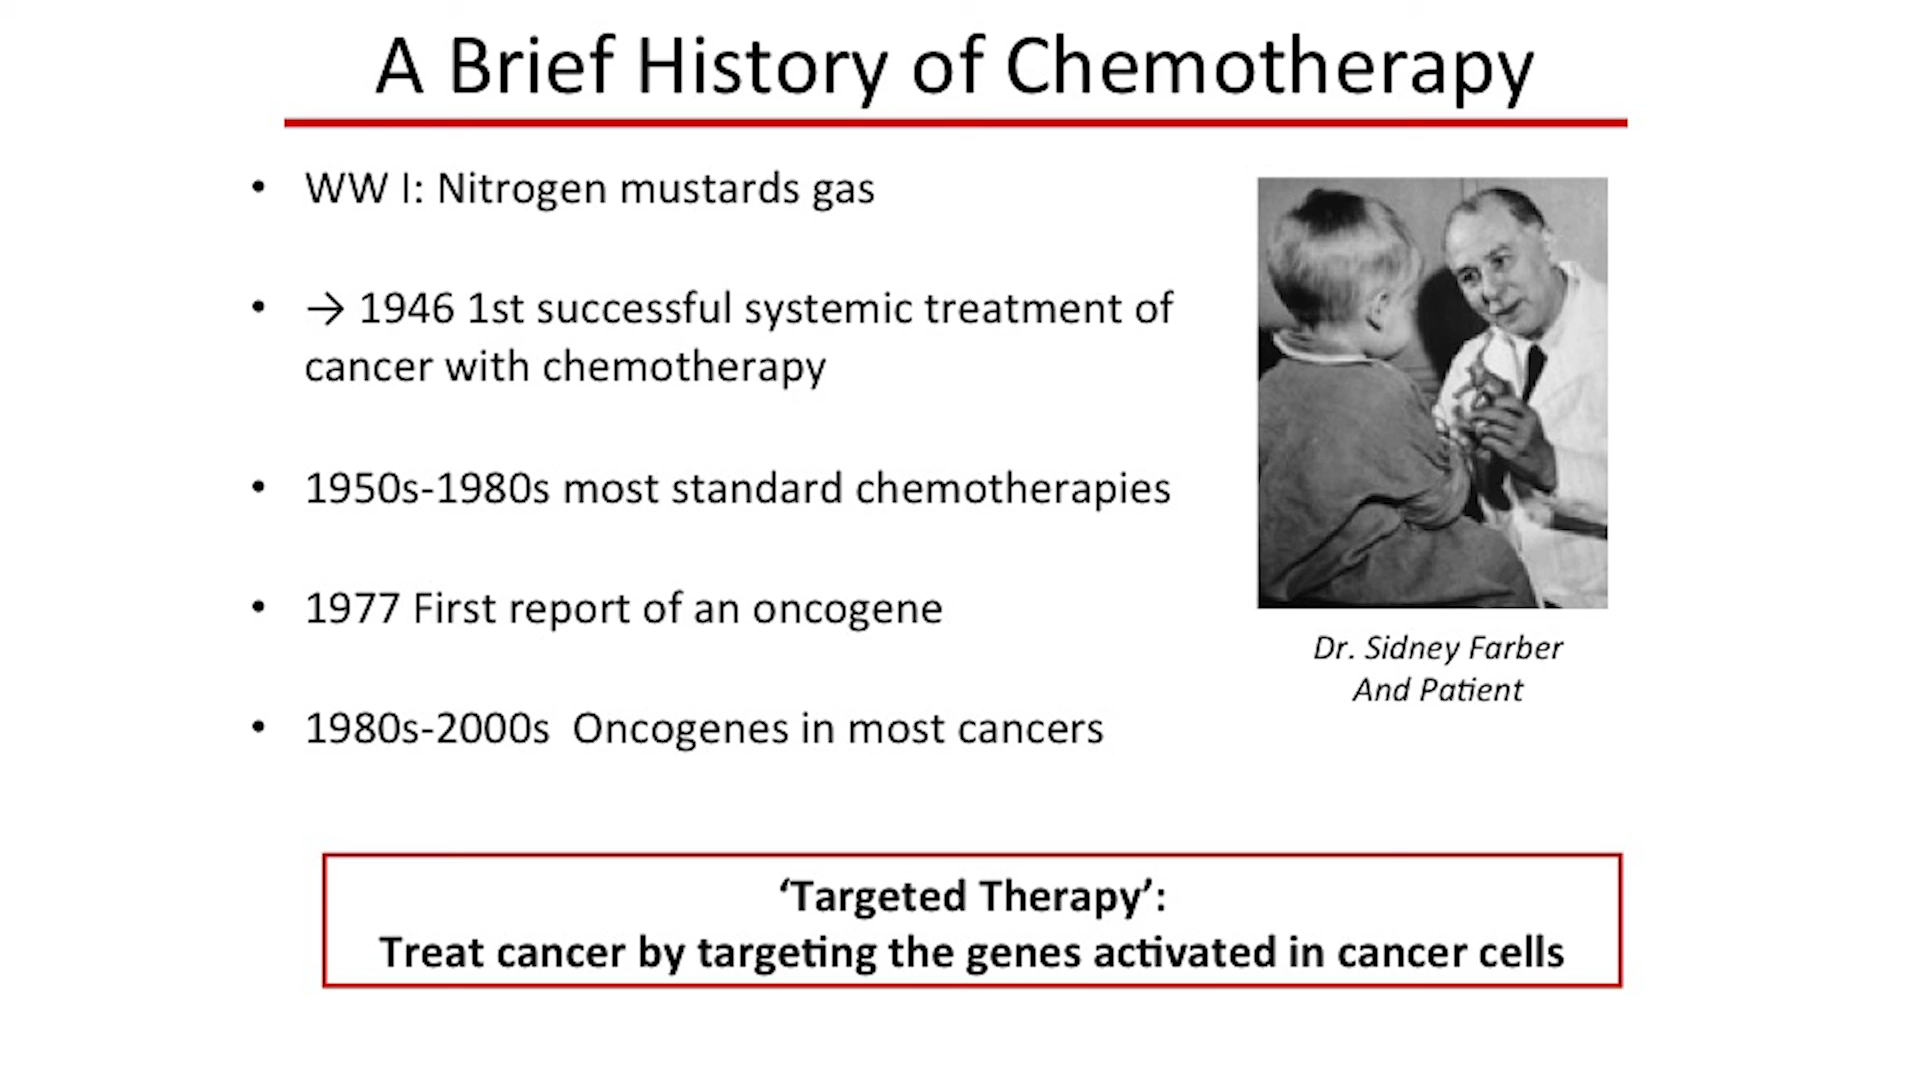 A Brief History of Chemotherapy
• WW I: Nitrogen mustards gas
• → 1946 1st successful systemic treatment of
cancer with chemotherapy
• 1950s-1980s most standard chemotherapies
• 1977 First report of an oncogene
• 1980s-2000s  Oncogenes in most cancers
Dr. Sidney Farber
And Patient
‘Targeted Therapy’:
Treat cancer by targeting the genes activated in cancer cells